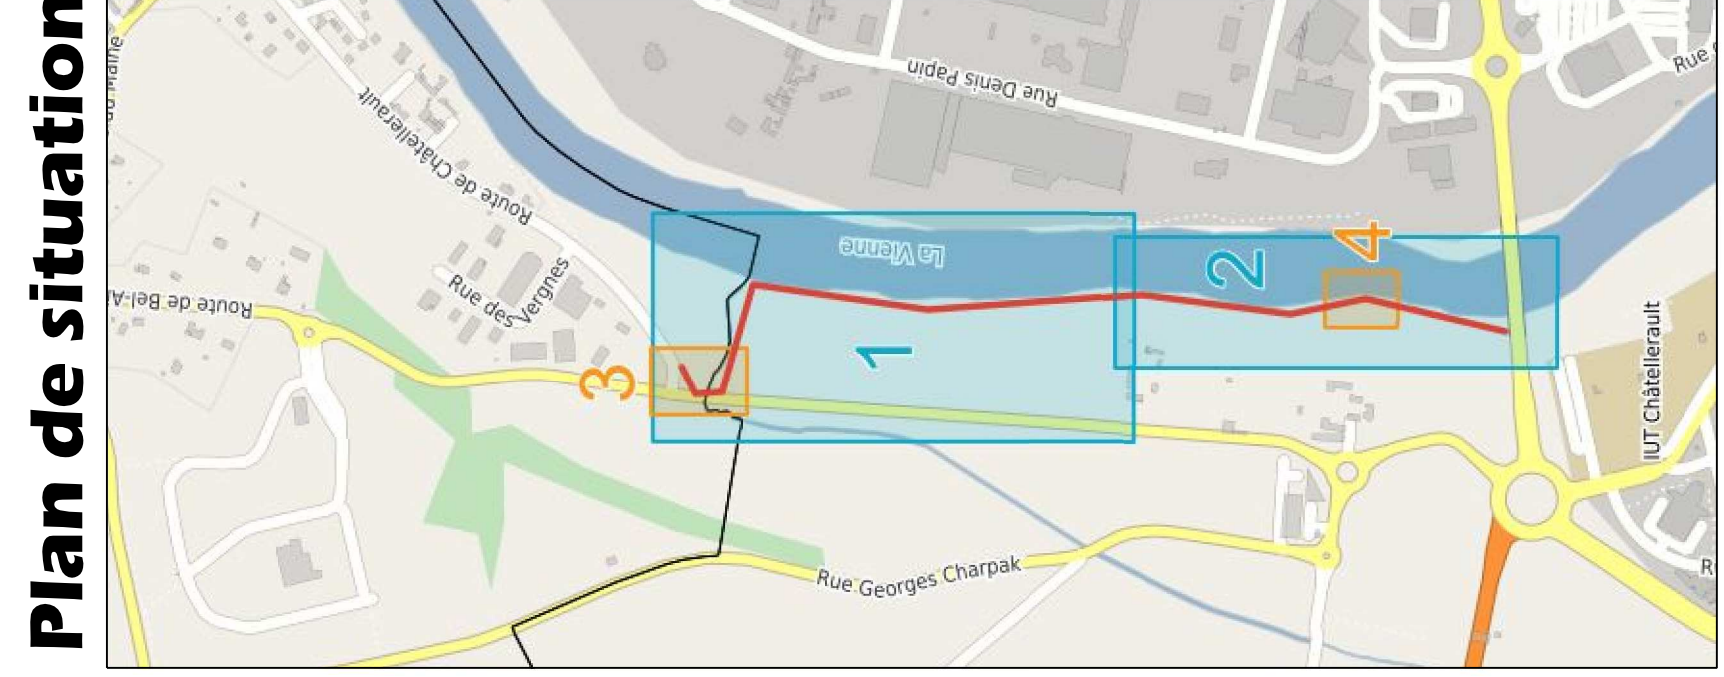 Plan de situation
Rue Denis Papin
Route de Châtellerault
La Vienne
Rue des
Vergnes
Route de Bel-Ai
1
2
3
4
IUT Châtellerault
Rue Georges Charpak
Rue